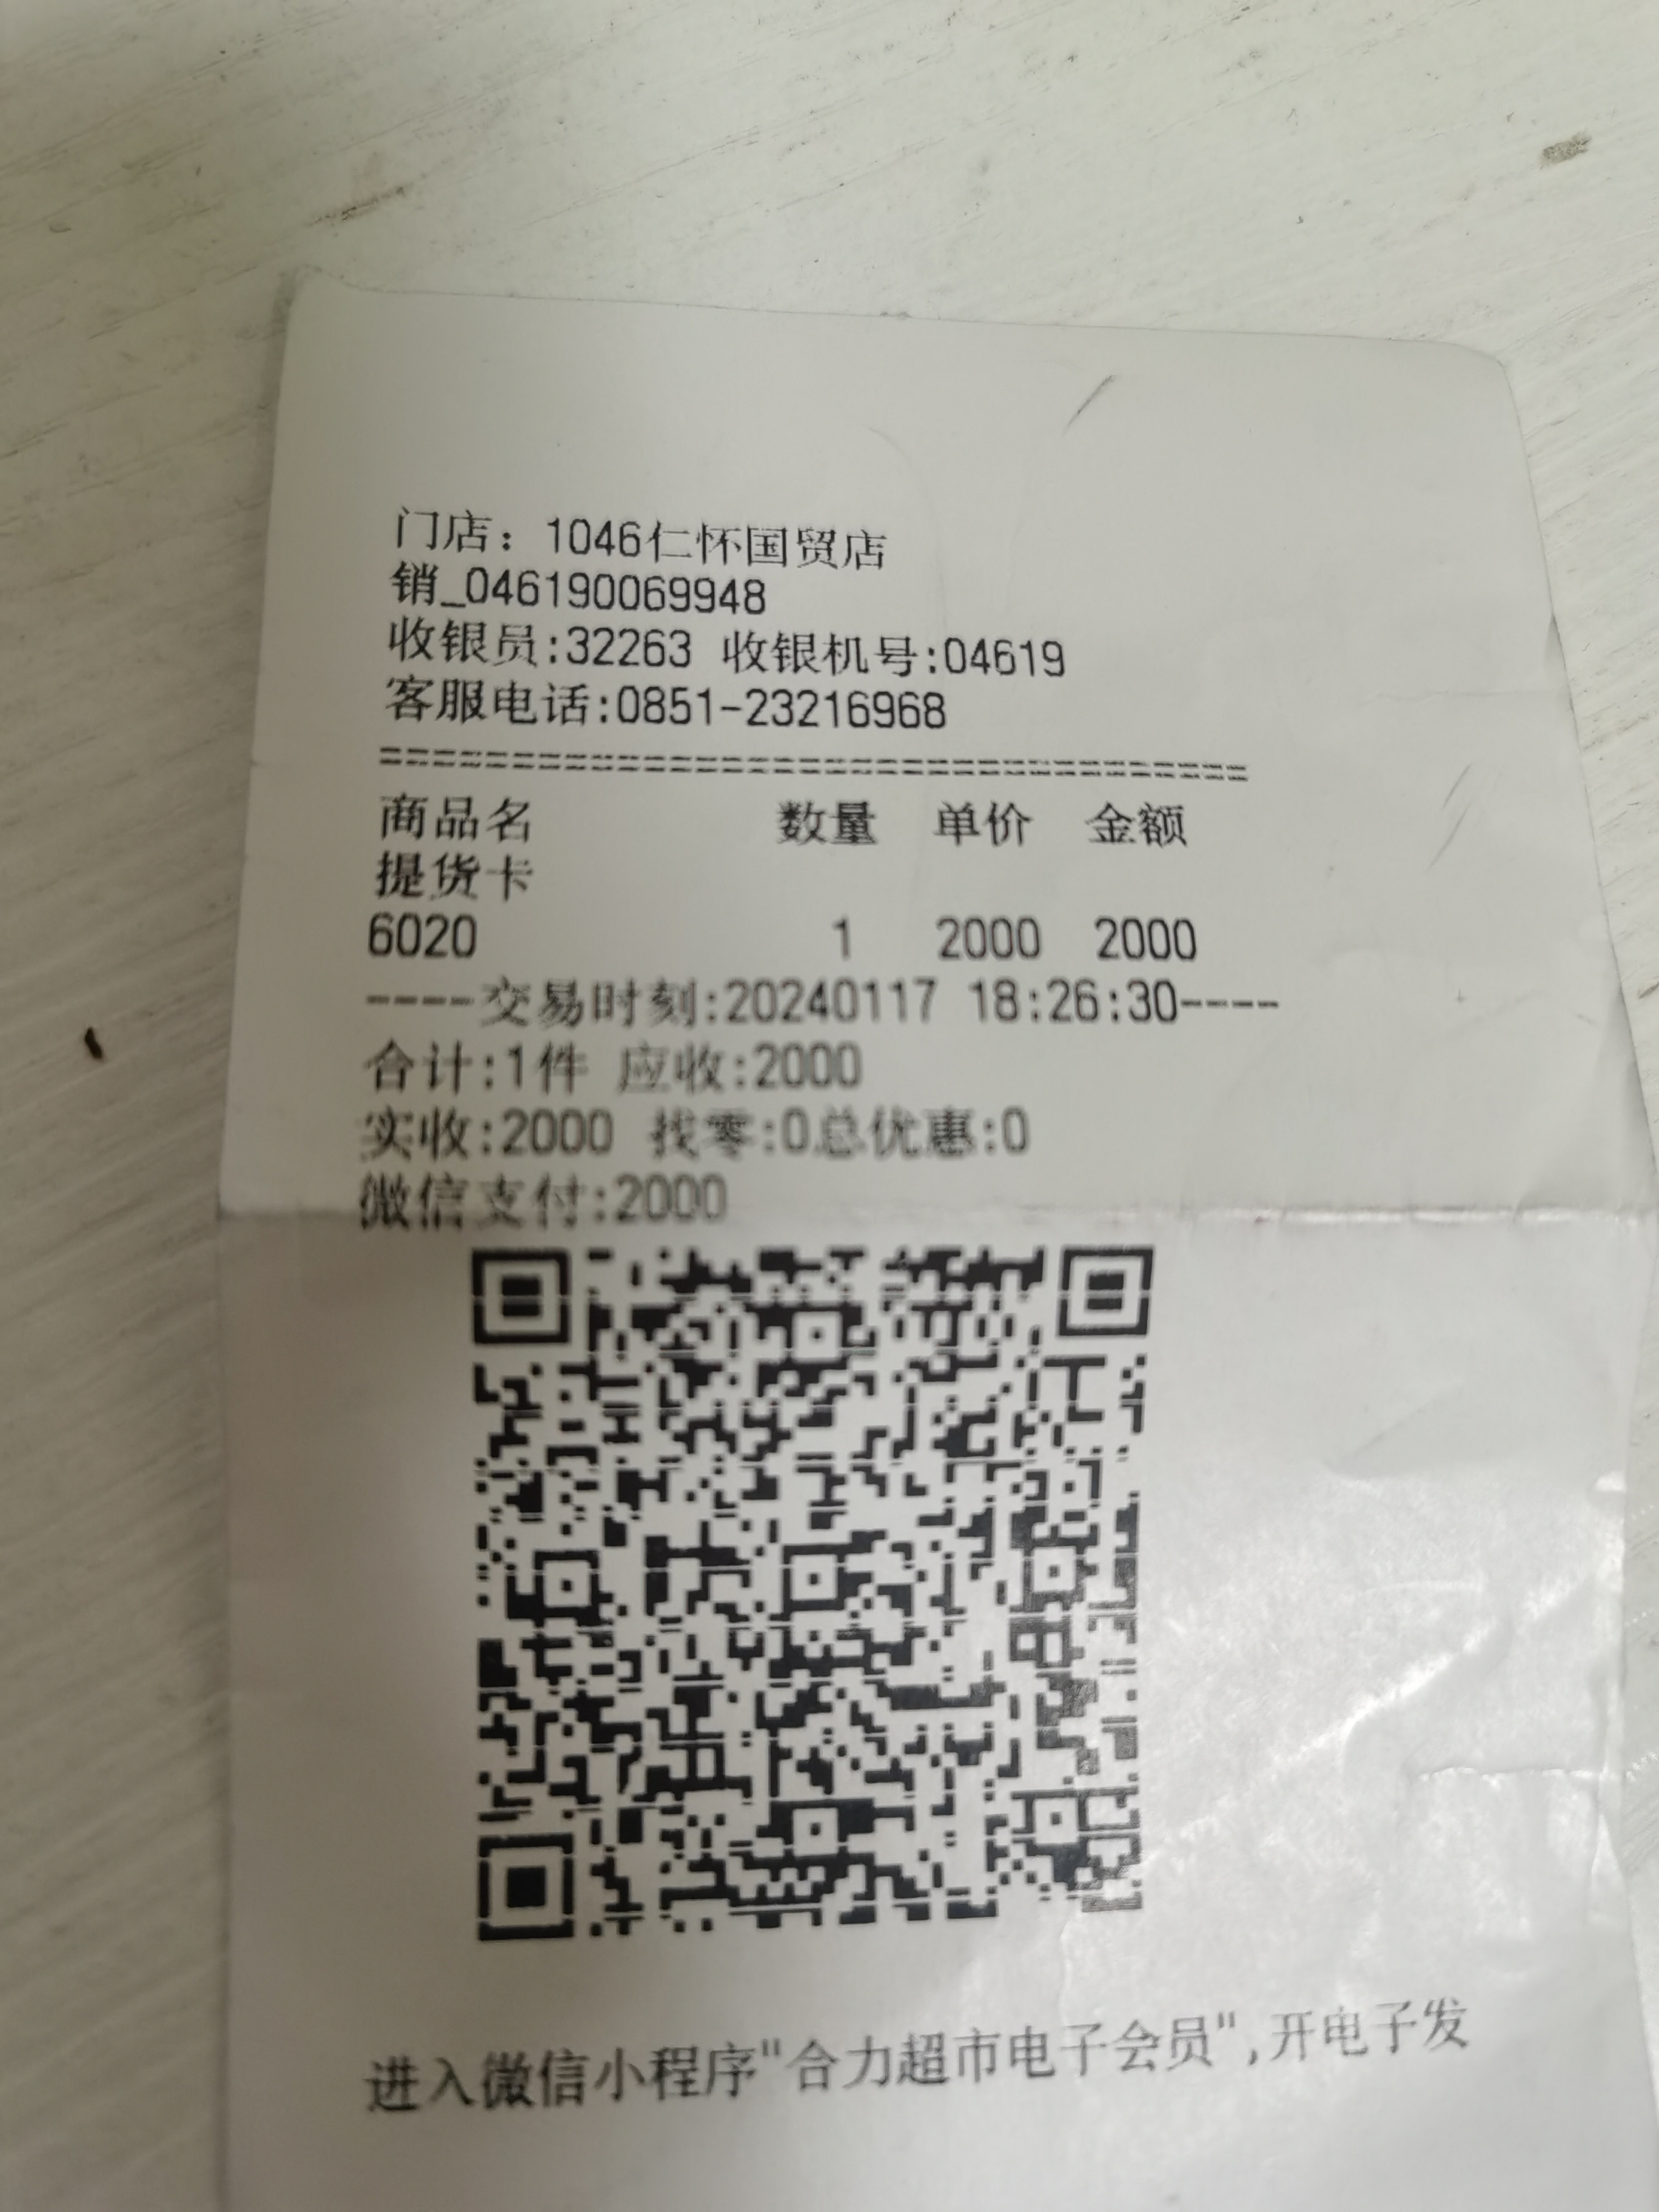 门店：1046仁怀国贸店
销_046190069948
收银员:32263 收银机号:04619
客服电话:0851-23216968
=================================
商品名 数量 单价 金额
提货卡
6020 1 2000 2000
----交易时刻:20240117 18:26:30----
合计:1件 应收:2000
实收:2000 找零:0总优惠:0
微信支付:2000
进入微信小程序"合力超市电子会员",开电子发